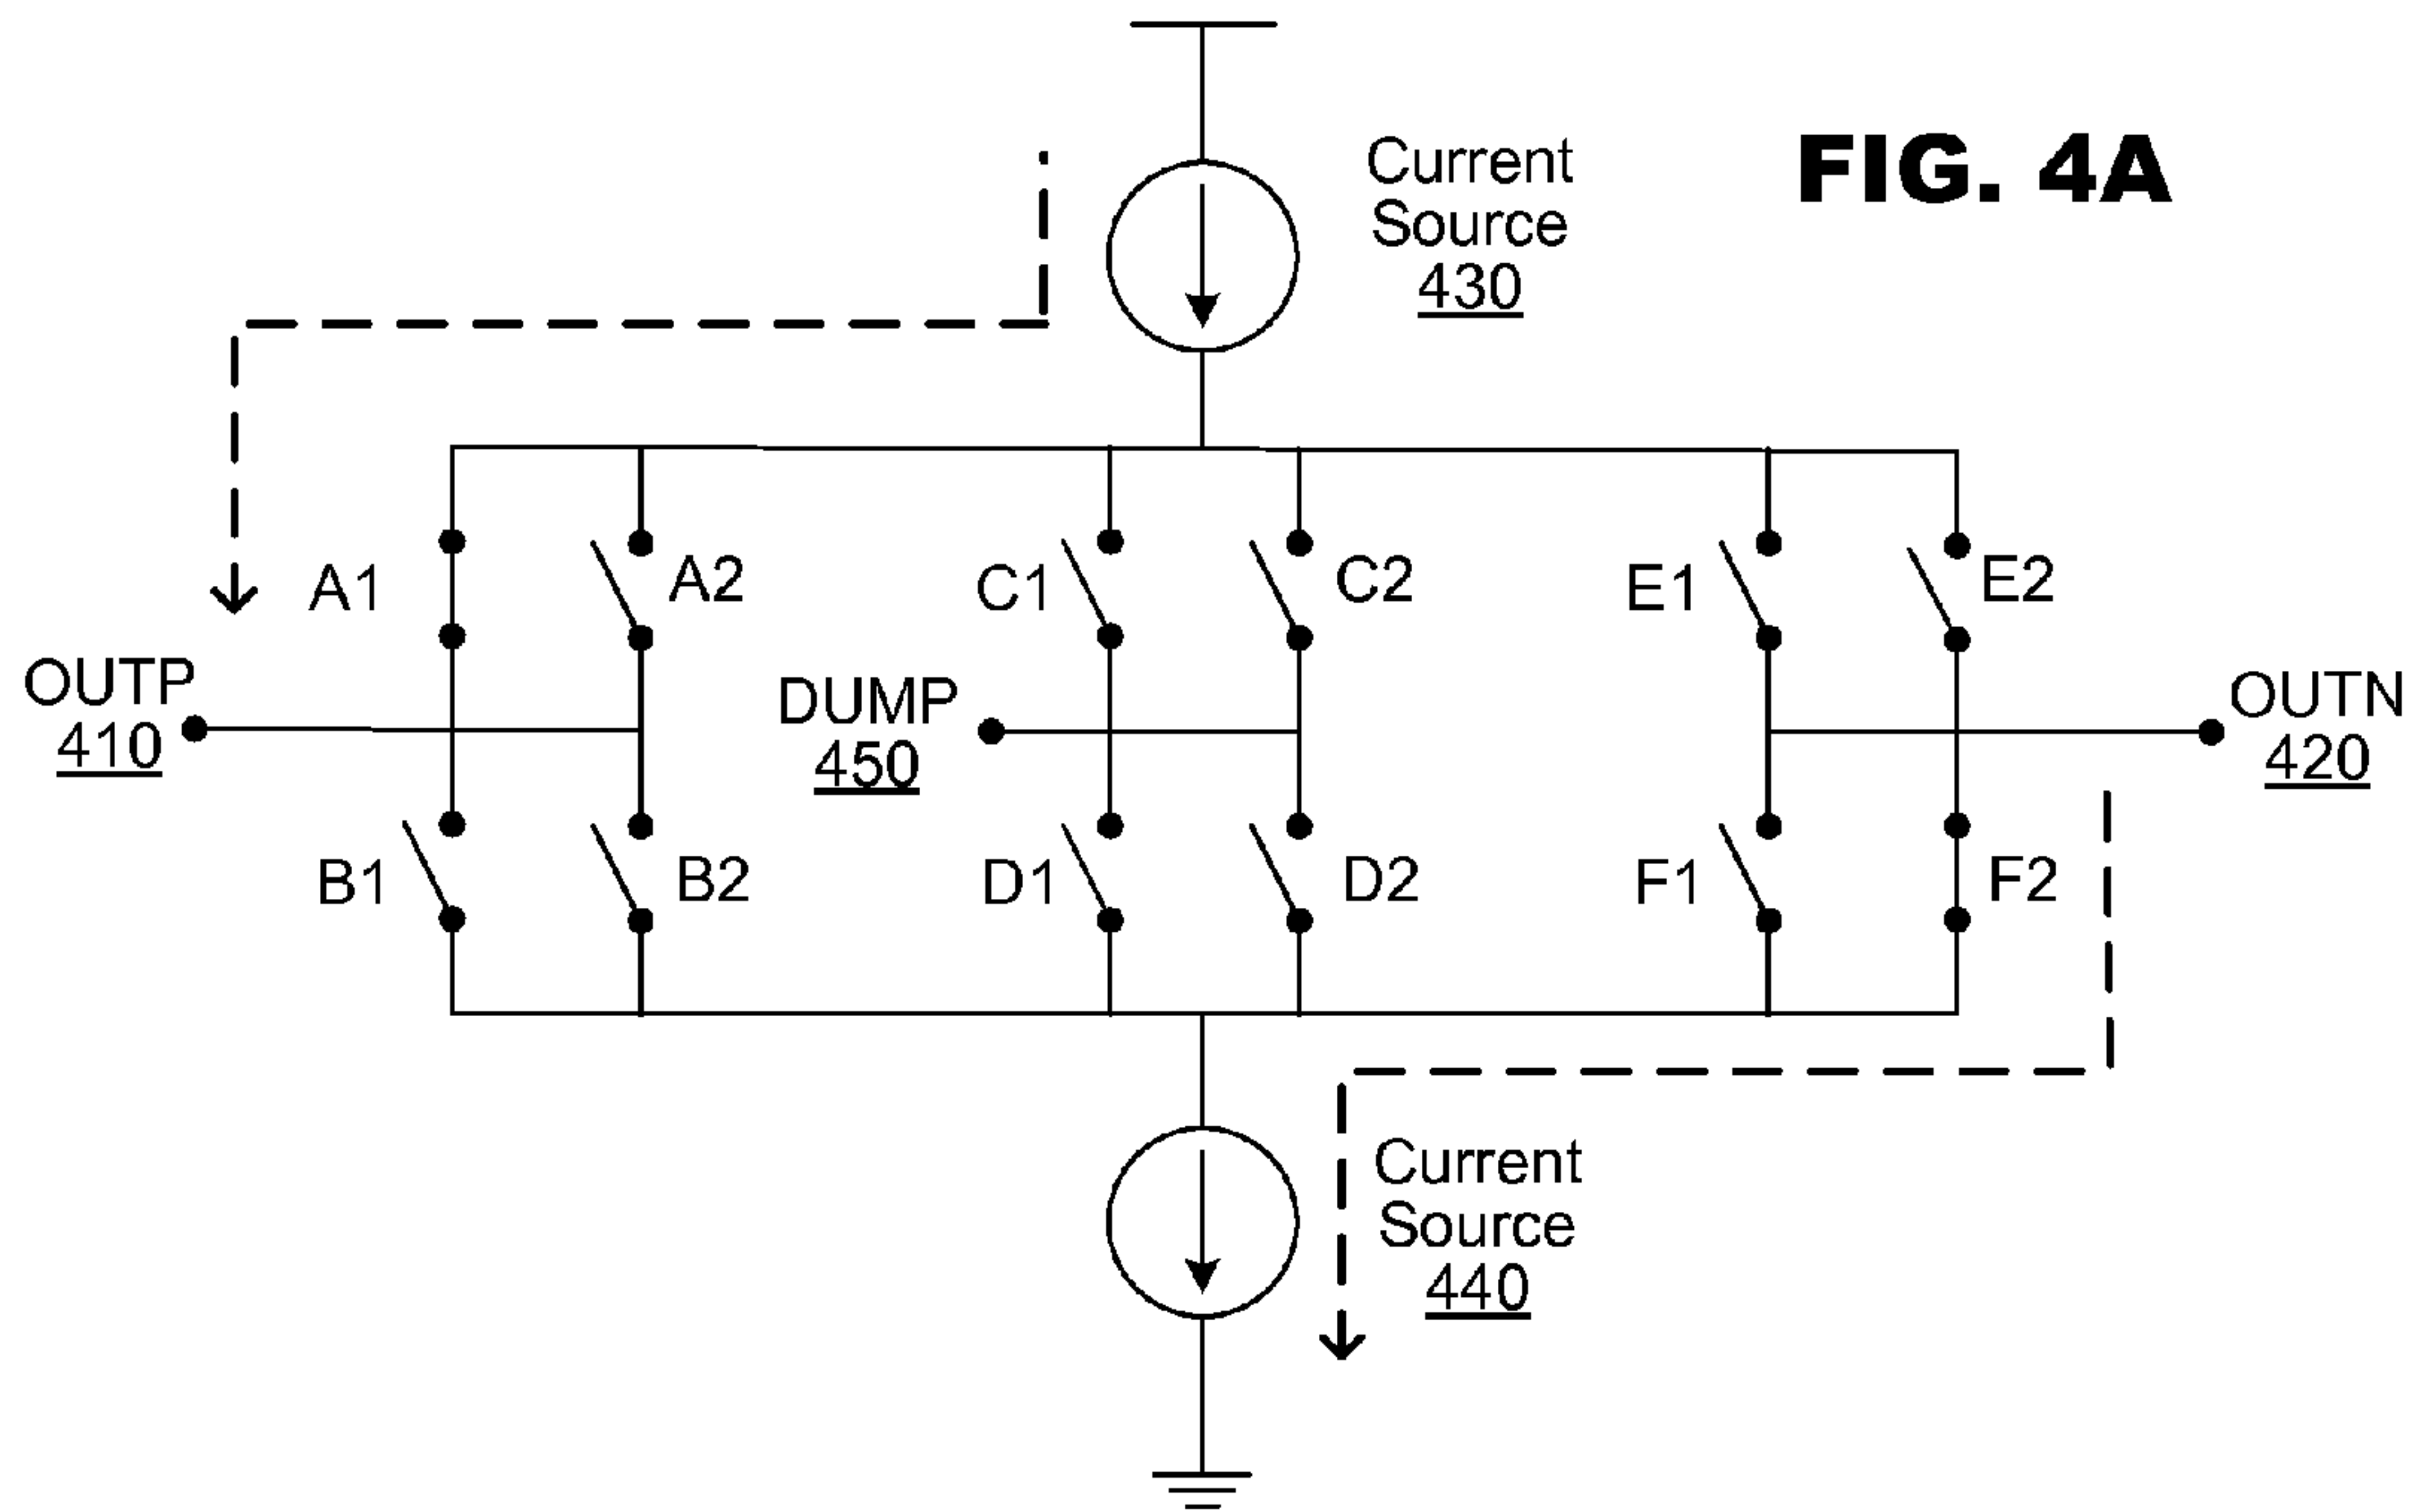 FIG. 4A
Current
Source
430
A1
A2
C1
C2
E1
E2
OUTP
410
DUMP
450
OUTN
420
B1
B2
D1
D2
F1
F2
Current
Source
440